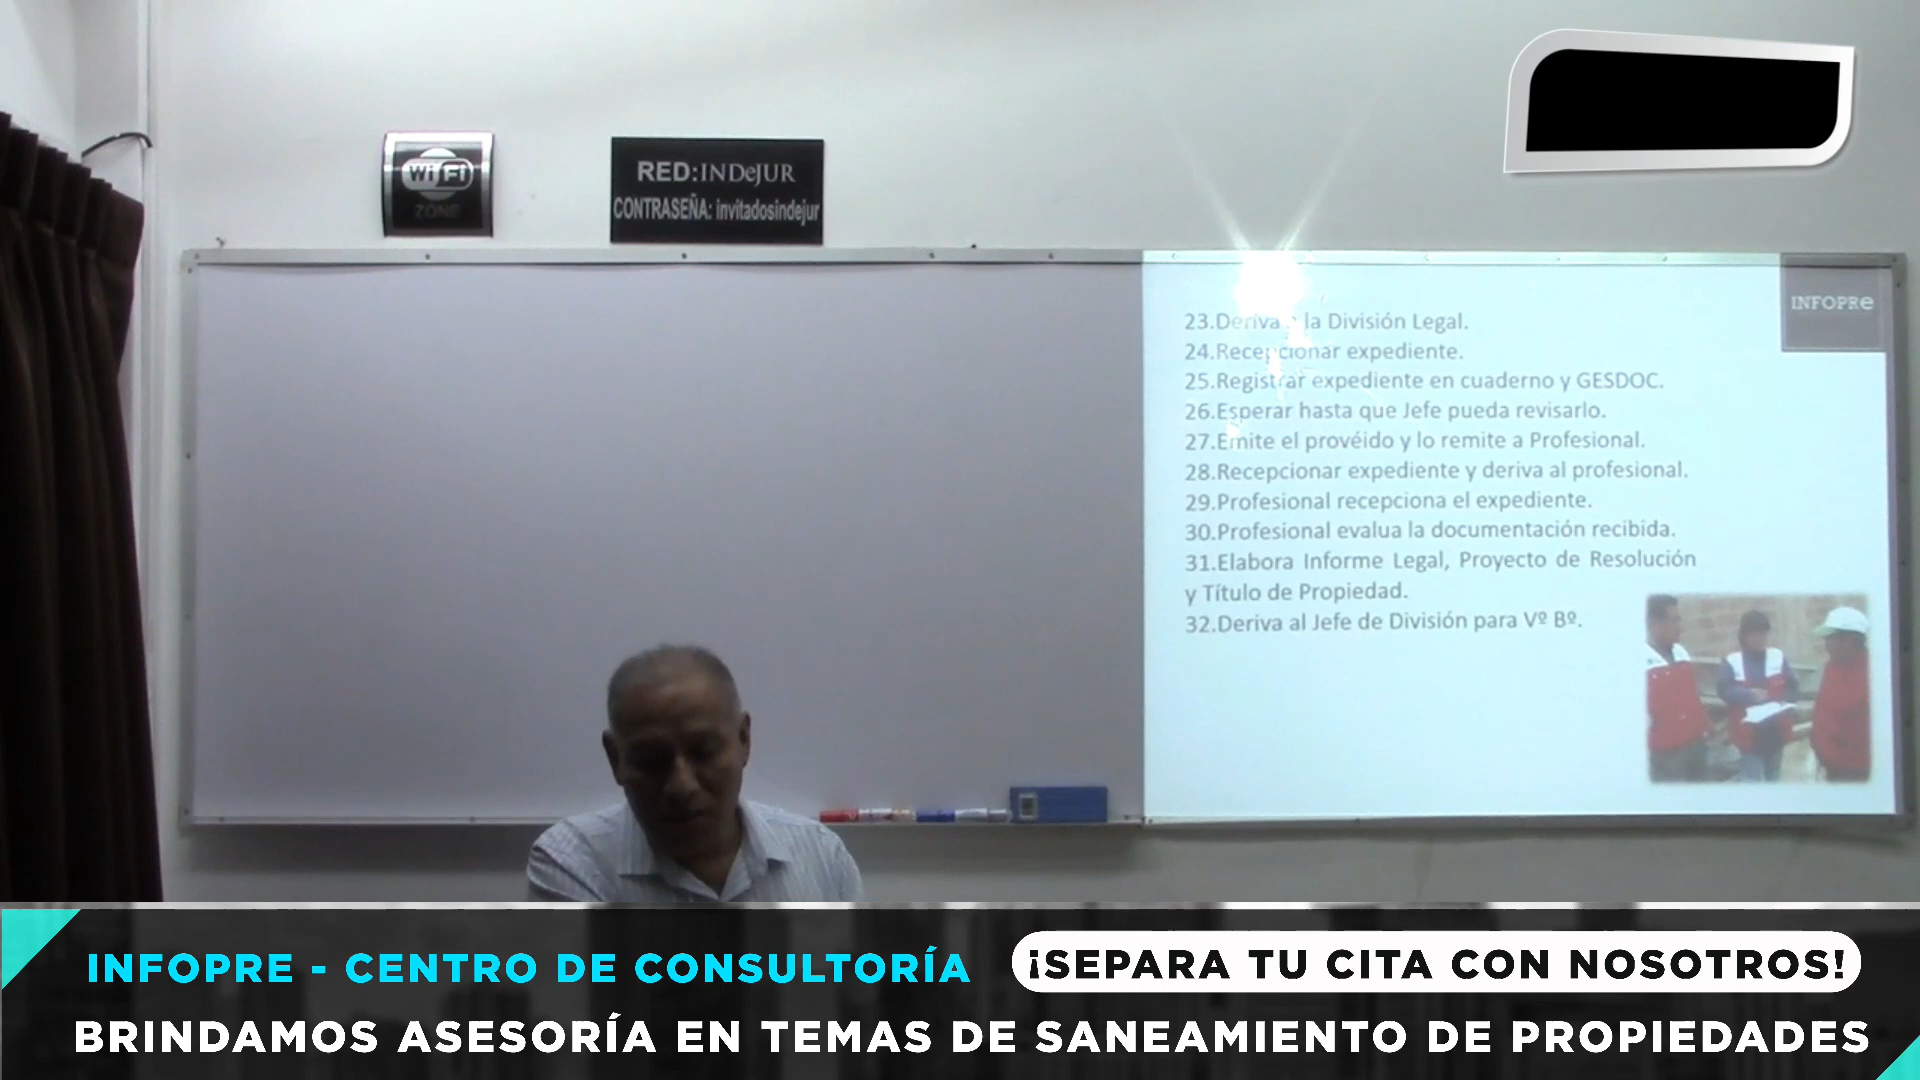 WiFi
ZONE
RED:INDeJUR
CONTRASEÑA: invitadosindejur
INFOPRe
23.Deriva a la División Legal.
24.Recepcionar expediente.
25.Registrar expediente en cuaderno y GESDOC.
26.Esperar hasta que Jefe pueda revisarlo.
27.Emite el provéido y lo remite a Profesional.
28.Recepcionar expediente y deriva al profesional.
29.Profesional recepciona el expediente.
30.Profesional evalua la documentación recibida.
31.Elabora Informe Legal, Proyecto de Resolución
y Título de Propiedad.
32.Deriva al Jefe de División para Vº Bº.
INFOPRE - CENTRO DE CONSULTORÍA
¡SEPARA TU CITA CON NOSOTROS!
BRINDAMOS ASESORÍA EN TEMAS DE SANEAMIENTO DE PROPIEDADES